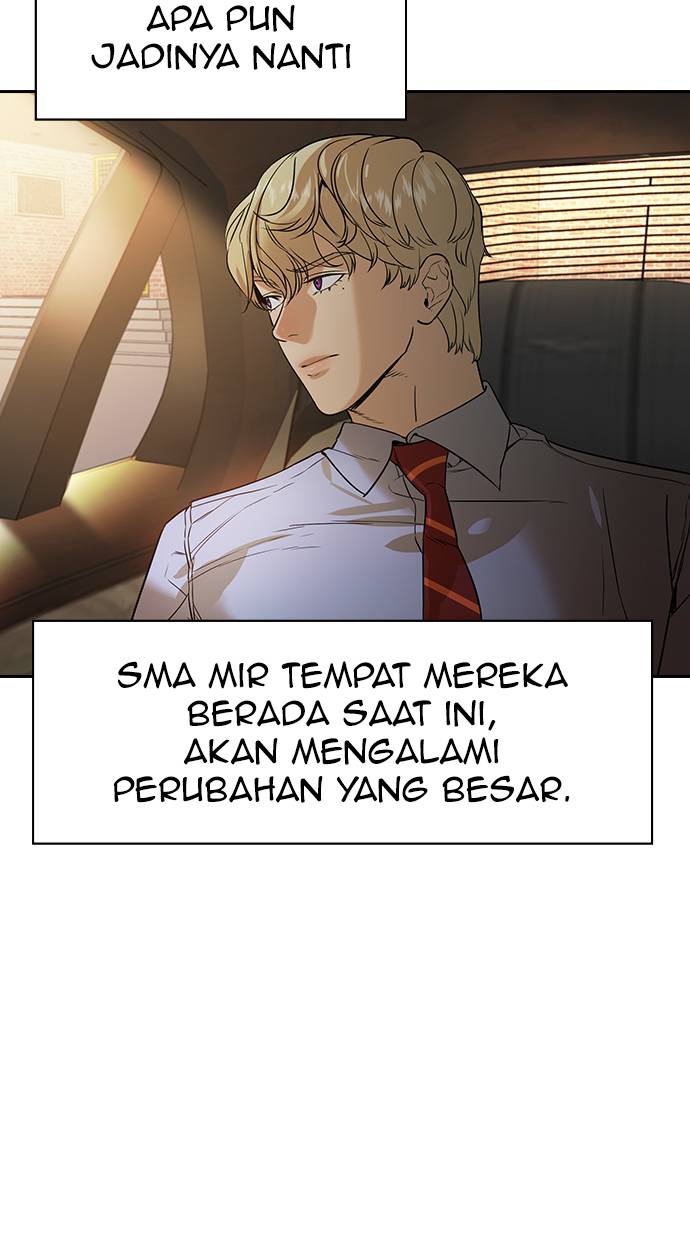 APA PUN
JADINYA NANTI
SMA MIR TEMPAT MEREKA
BERADA SAAT INI,
AKAN MENGALAMI
PERUBAHAN YANG BESAR.